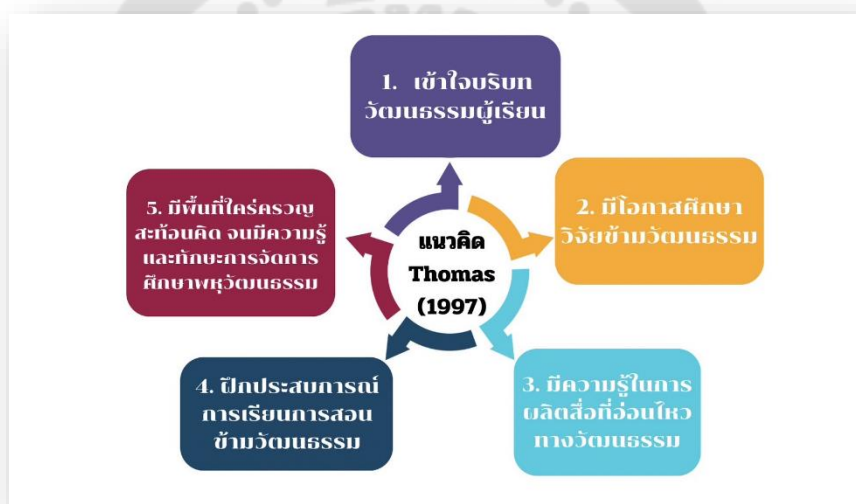 1. เข้าใจบริบท
วัฒนธรรมผู้เรียน
2. มีโอกาสศึกษา
วิจัยข้ามวัฒนธรรม
3. มีความรู้ในการ
ผลิตสื่อที่อ่อนไหว
ทางวัฒนธรรม
4. ฝึกประสบการณ์
การเรียนการสอน
ข้ามวัฒนธรรม
5. มีพื้นที่ใคร่ครวญ
สะท้อนคิด จนมีความรู้
และทักษะการจัดการ
ศึกษาพหุวัฒนธรรม
แนวคิด
Thomas
(1997)